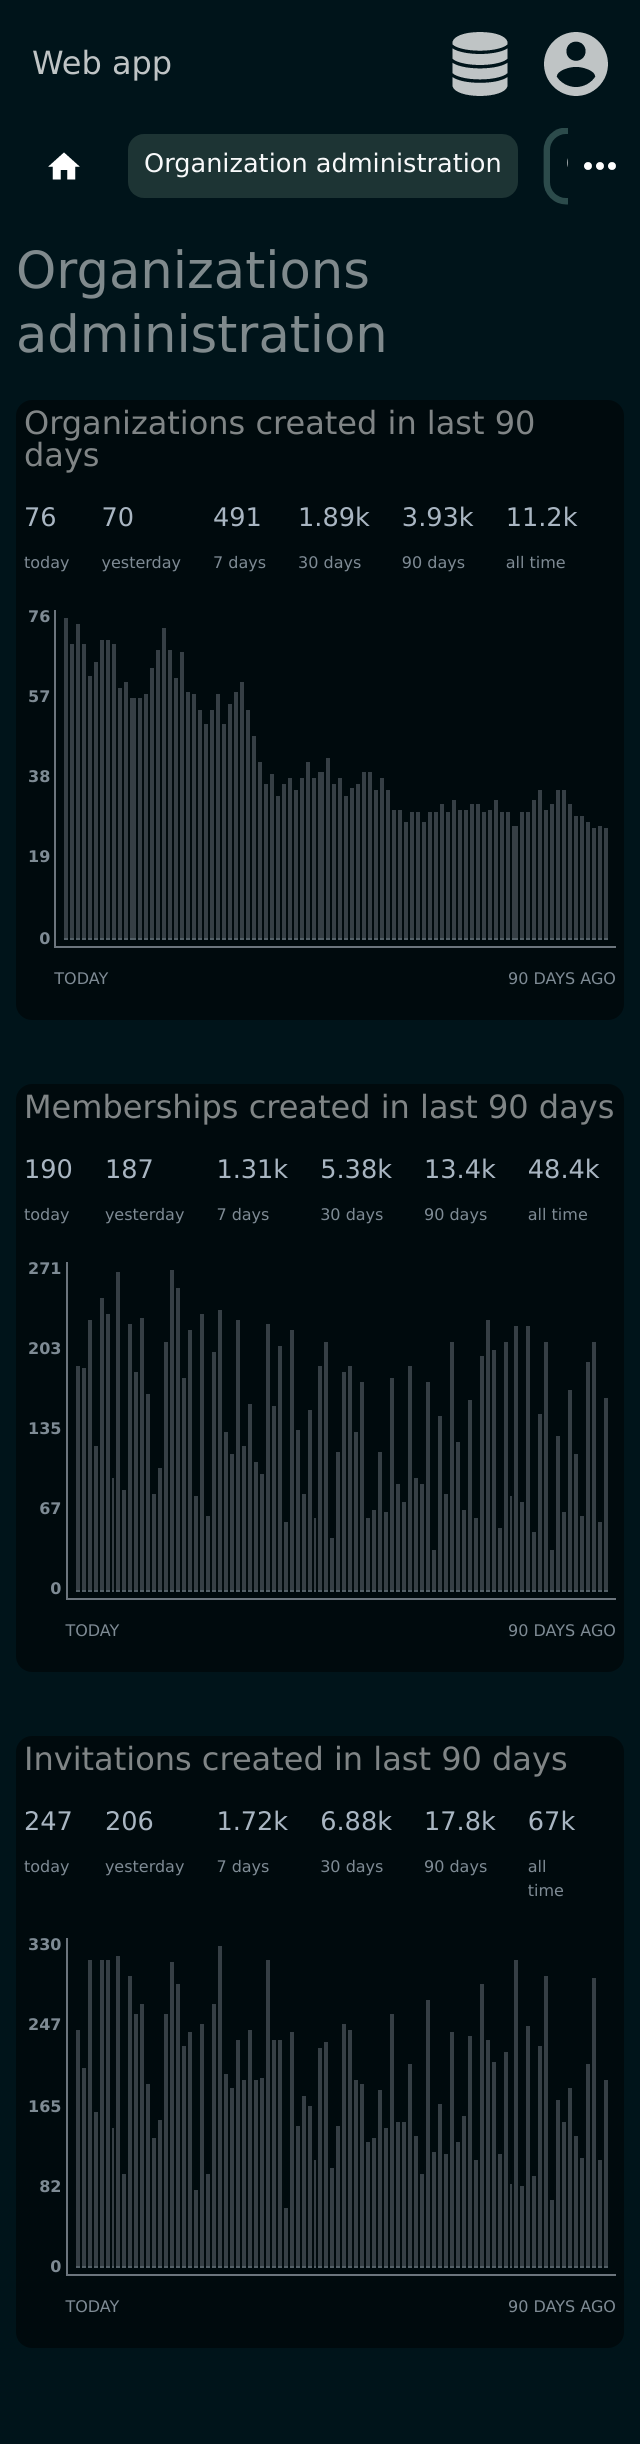 Web app
Organization administration
Organizations
administration
Organizations created in last 90
days
76 70 491 1.89k 3.93k 11.2k
today yesterday 7 days 30 days 90 days all time
76
57
38
19
0
TODAY 90 DAYS AGO
Memberships created in last 90 days
190 187 1.31k 5.38k 13.4k 48.4k
today yesterday 7 days 30 days 90 days all time
271
203
135
67
0
TODAY 90 DAYS AGO
Invitations created in last 90 days
247 206 1.72k 6.88k 17.8k 67k
today yesterday 7 days 30 days 90 days all
time
330
247
165
82
0
TODAY 90 DAYS AGO